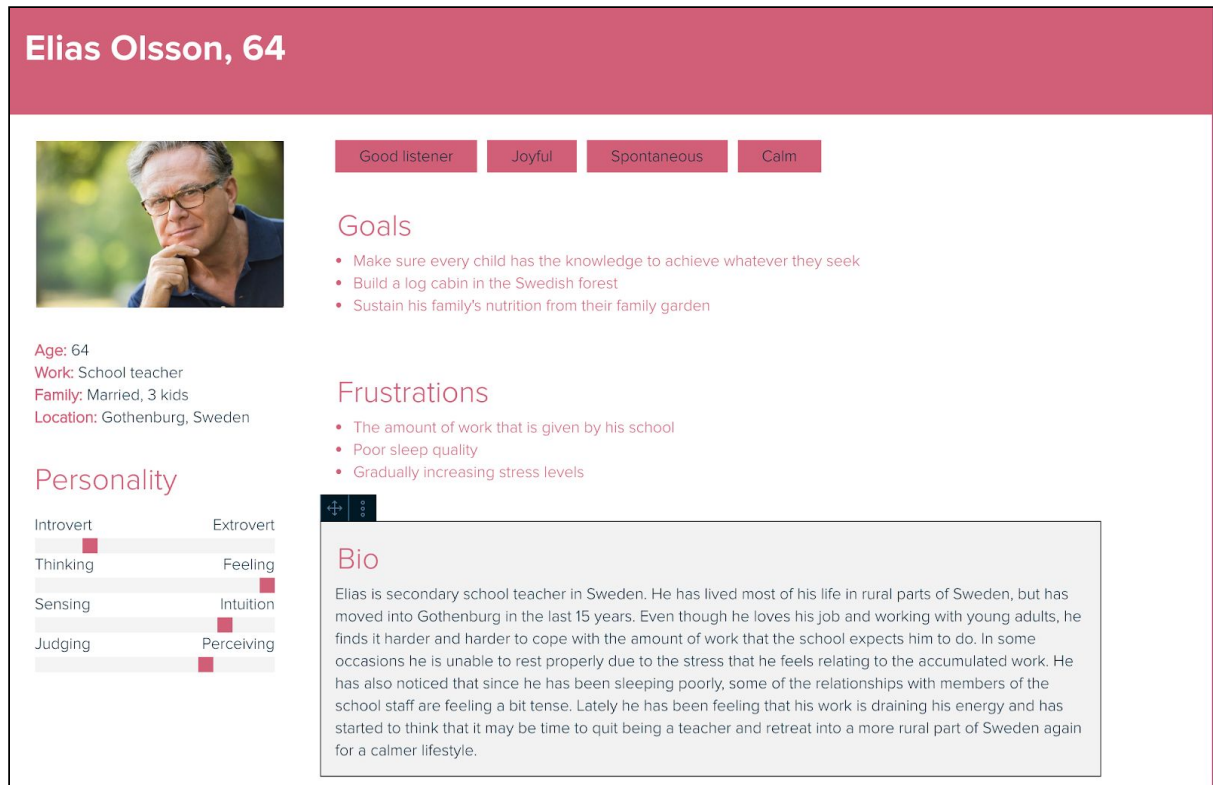 Elias Olsson, 64
Good listener
Joyful
Spontaneous
Calm
Goals
• Make sure every child has the knowledge to achieve whatever they seek
• Build a log cabin in the Swedish forest
• Sustain his family's nutrition from their family garden
Age: 64
Work: School teacher
Family: Married, 3 kids
Location: Gothenburg, Sweden
Frustrations
• The amount of work that is given by his school
• Poor sleep quality
• Gradually increasing stress levels
Personality
Introvert Extrovert
Thinking Feeling
Sensing Intuition
Judging Perceiving
Bio
Elias is secondary school teacher in Sweden. He has lived most of his life in rural parts of Sweden, but has
moved into Gothenburg in the last 15 years. Even though he loves his job and working with young adults, he
finds it harder and harder to cope with the amount of work that the school expects him to do. In some
occasions he is unable to rest properly due to the stress that he feels relating to the accumulated work. He
has also noticed that since he has been sleeping poorly, some of the relationships with members of the
school staff are feeling a bit tense. Lately he has been feeling that his work is draining his energy and has
started to think that it may be time to quit being a teacher and retreat into a more rural part of Sweden again
for a calmer lifestyle.